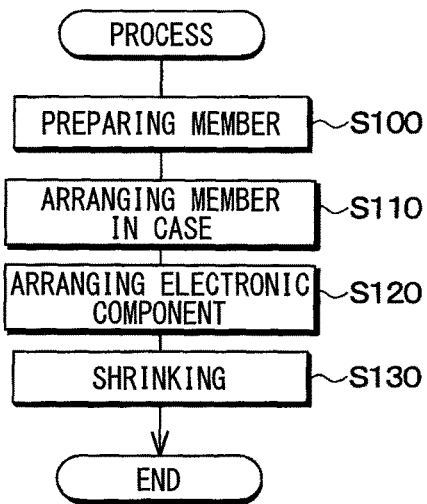 PROCESS
PREPARING MEMBER
S100
ARRANGING MEMBER
IN CASE
S110
ARRANGING ELECTRONIC
COMPONENT
S120
SHRINKING
S130
END